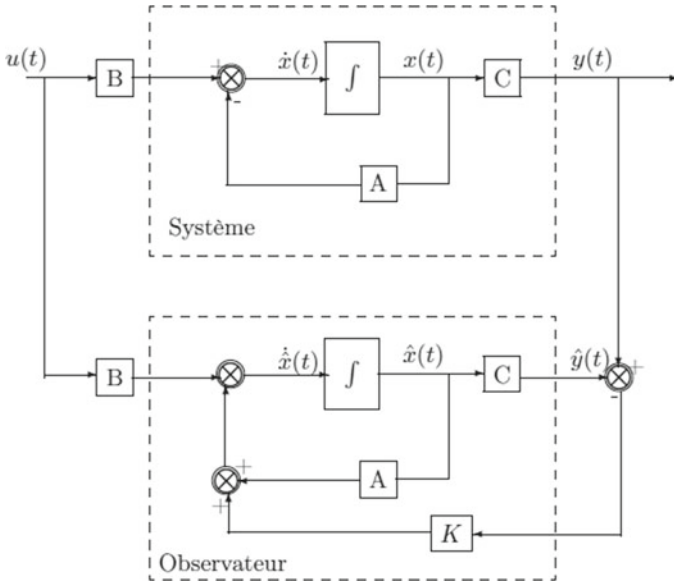 u(t) B + - ẋ(t) ∫ x(t) C y(t)
A
Système
B x̂̇(t) ∫ x̂(t) C ŷ(t) + -
+ A
+ K
Observateur